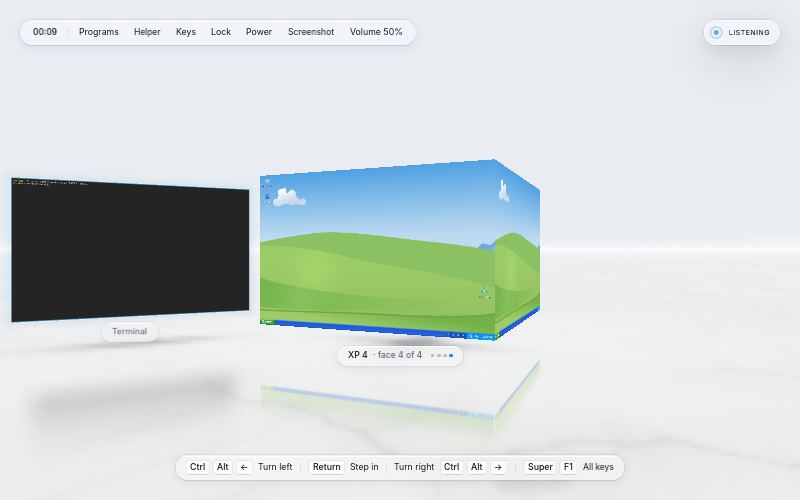 00:09 Programs Helper Keys Lock Power Screenshot Volume 50%
LISTENING
Terminal
XP 4 · face 4 of 4
Ctrl Alt ← Turn left Return Step in Turn right Ctrl Alt → Super F1 All keys